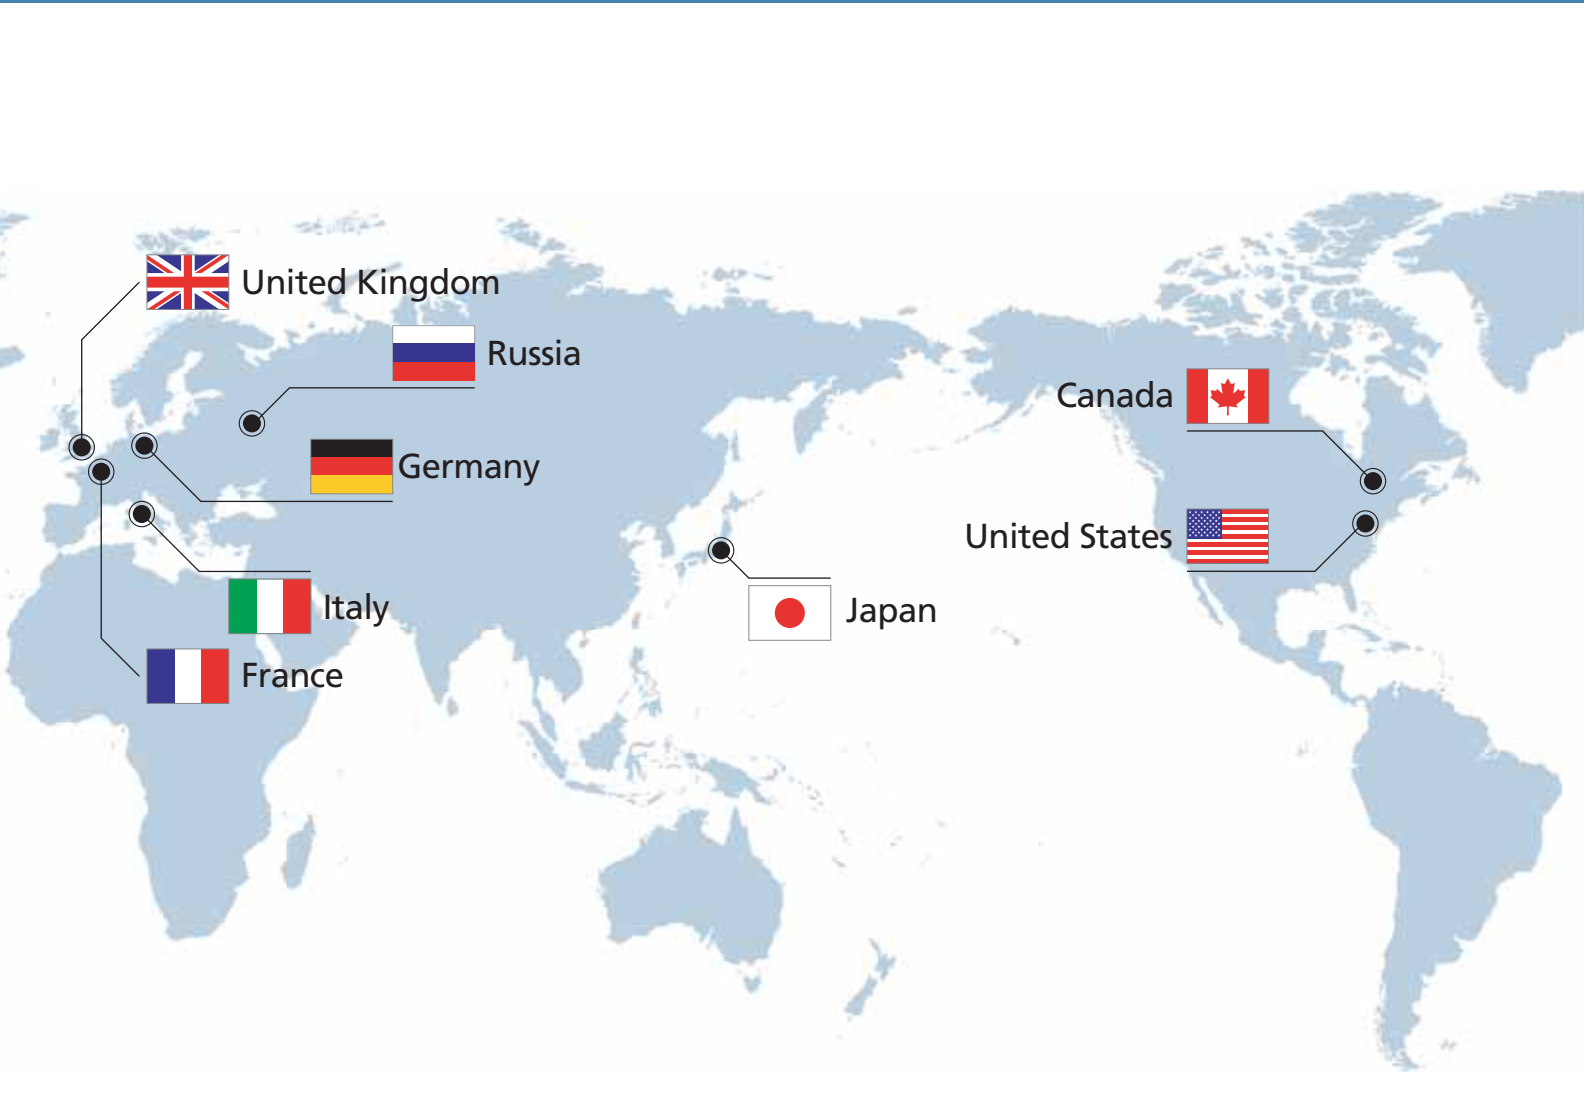 United Kingdom
Russia
Canada
Germany
United States
Italy
Japan
France